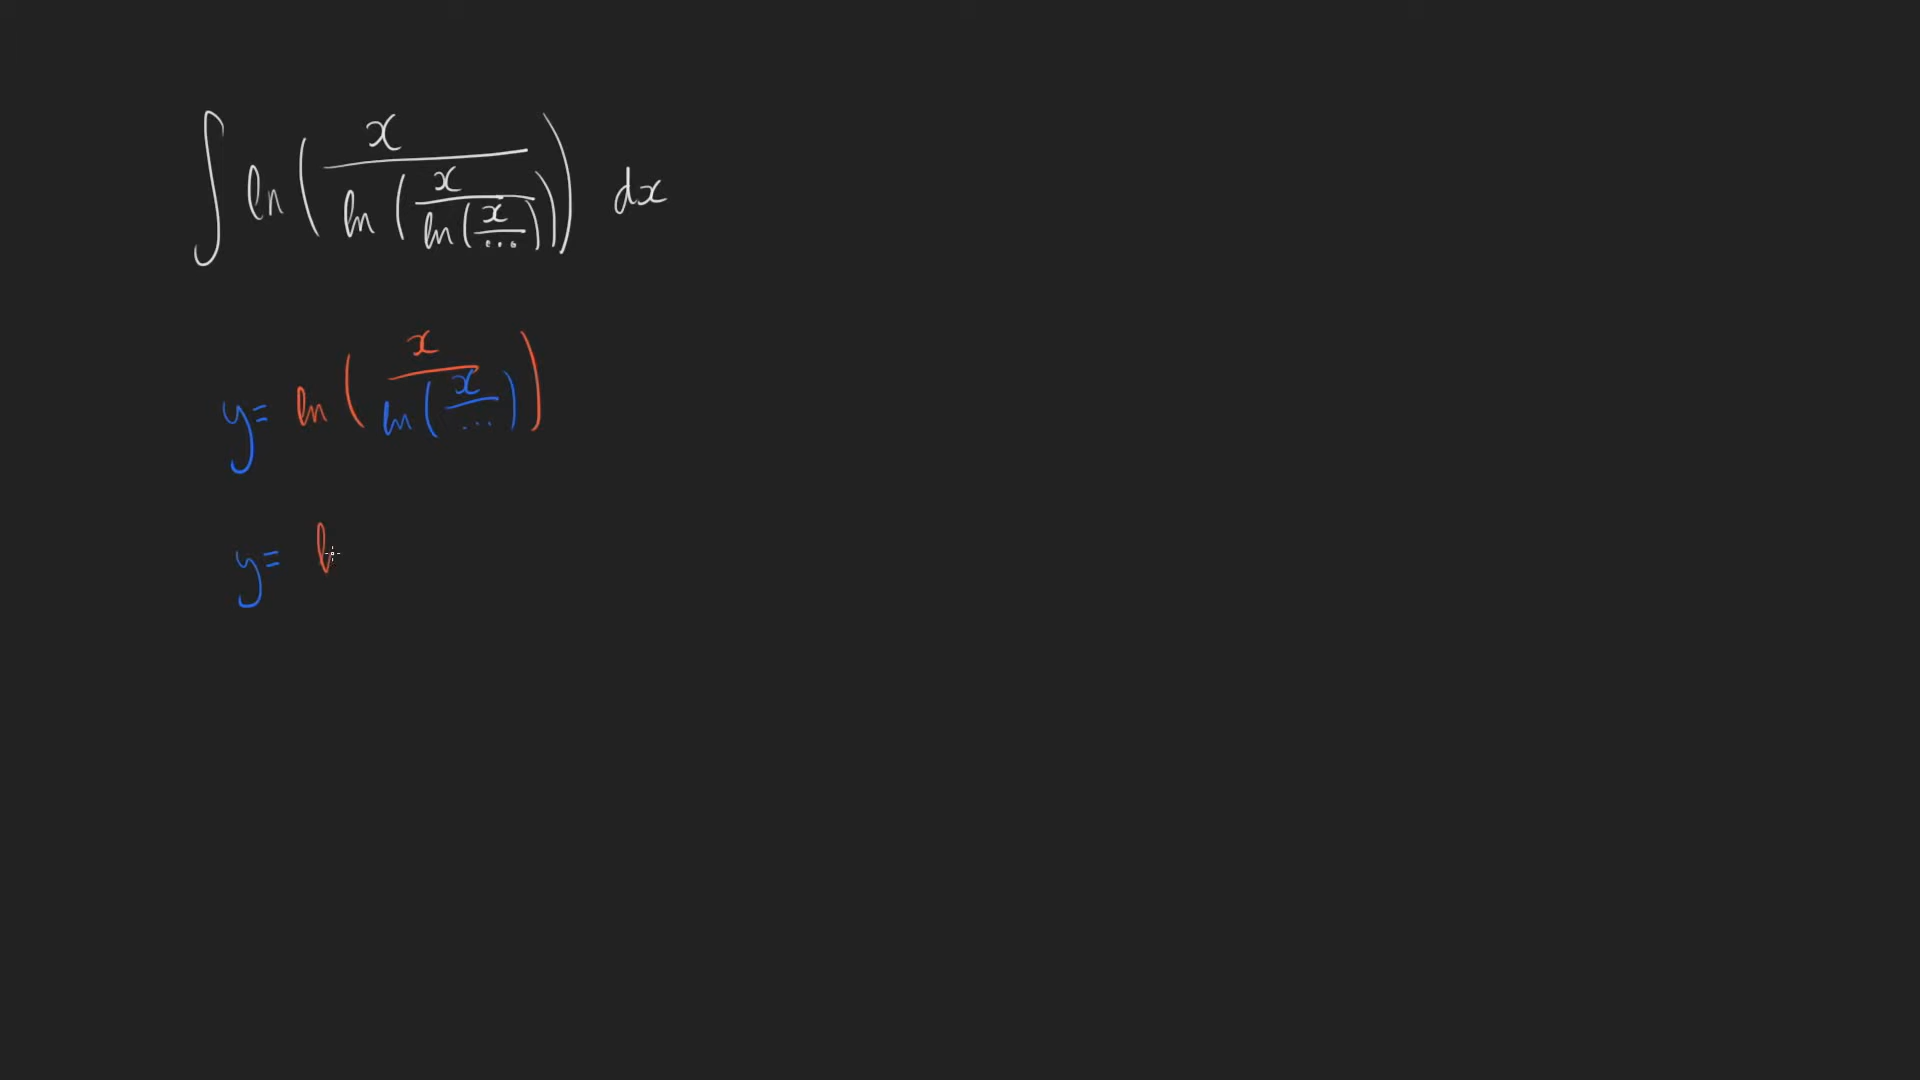 ∫ ln(x/ln(x/ln(x/...))) dx
y= ln(x/ln(x/...))
y= l